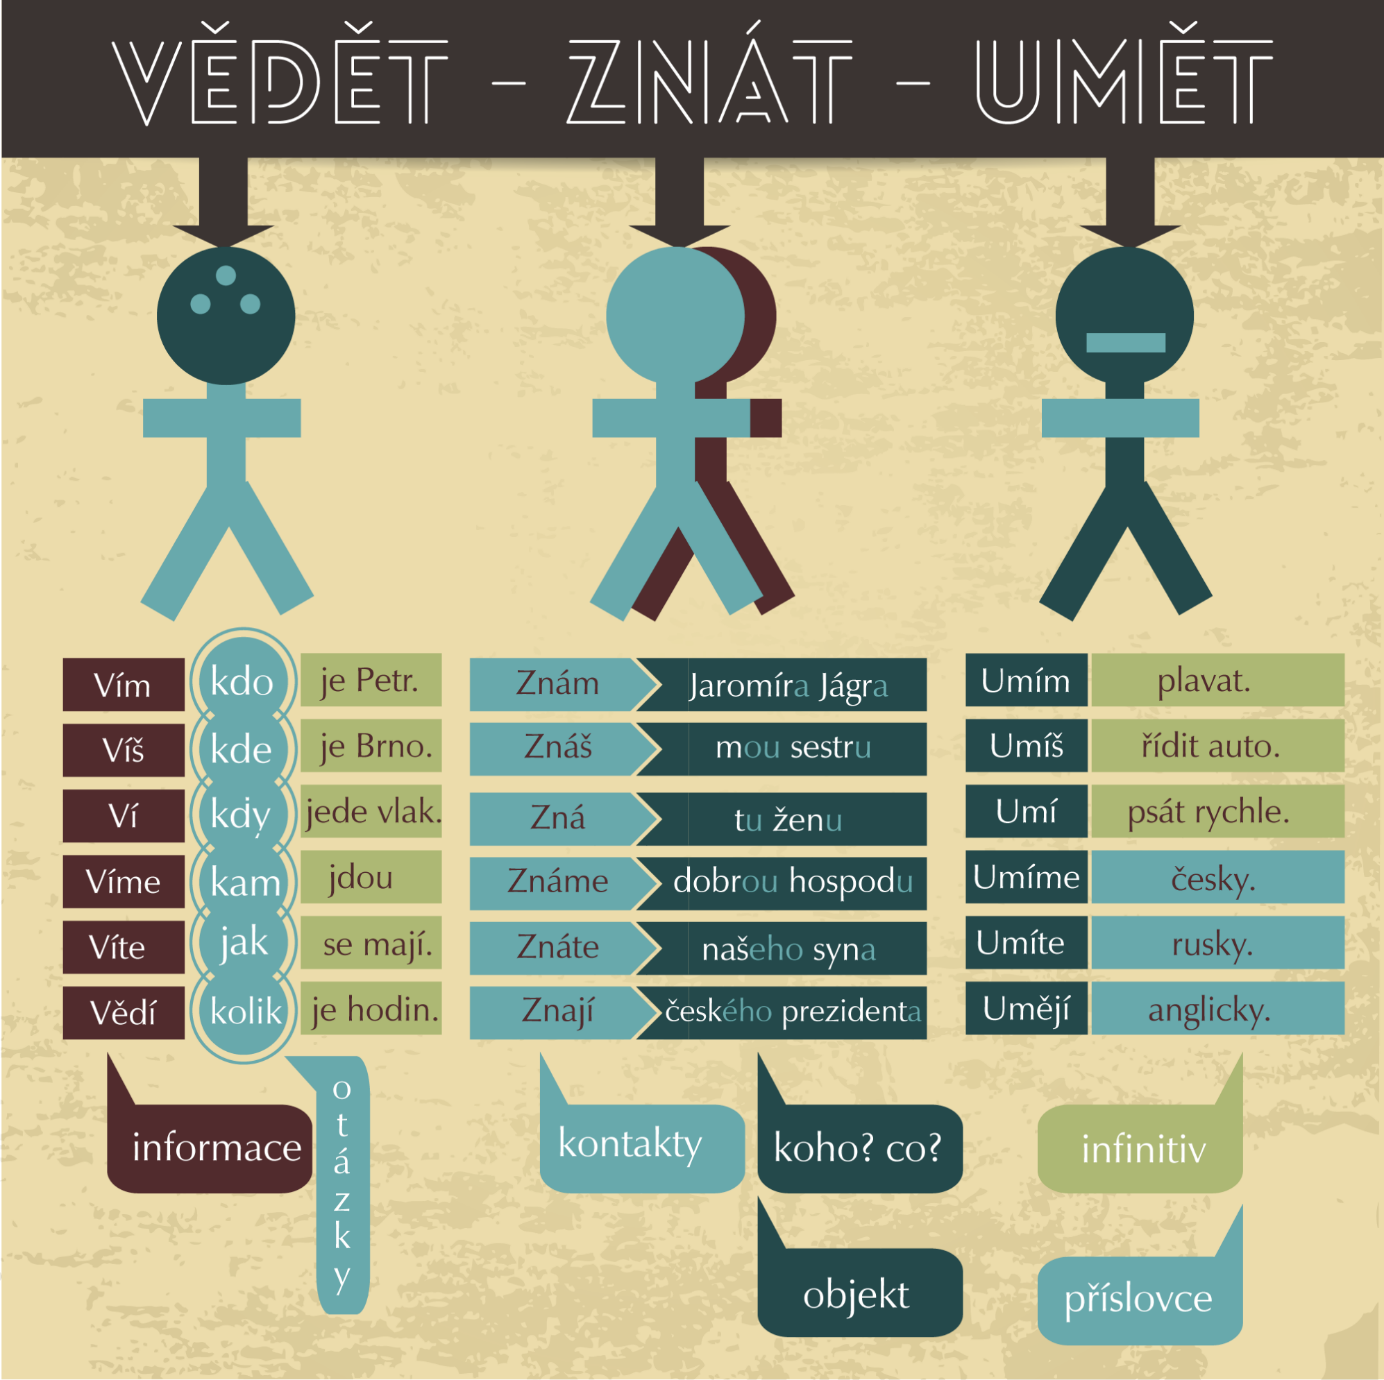 VĚDĚT - ZNÁT - UMĚT
Vím kdo je Petr.
Víš kde je Brno.
Ví kdy jede vlak.
Víme kam jdou
Víte jak se mají.
Vědí kolik je hodin.
informace
otázky
Znám Jaromíra Jágra
Znáš mou sestru
Zná tu ženu
Známe dobrou hospodu
Znáte našeho syna
Znají českého prezidenta
kontakty
koho? co?
objekt
Umím plavat.
Umíš řídit auto.
Umí psát rychle.
Umíme česky.
Umíte rusky.
Umějí anglicky.
infinitiv
příslovce